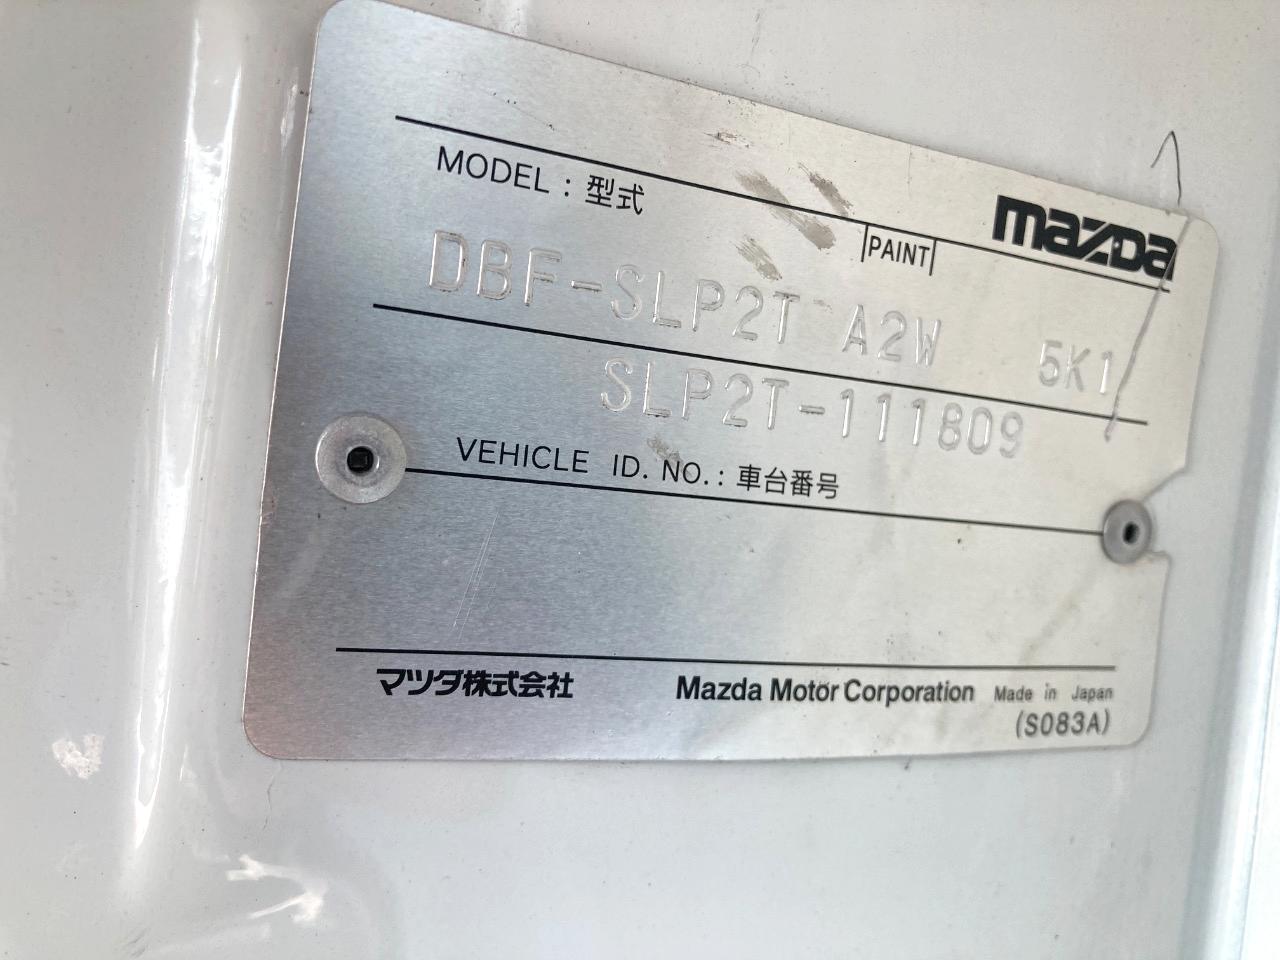 mazda
MODEL : 型式
PAINT
DBF-SLP2T A2W 5K1
SLP2T-111809
VEHICLE ID. NO. : 車台番号
マツダ株式会社 Mazda Motor Corporation Made in Japan
(S083A)